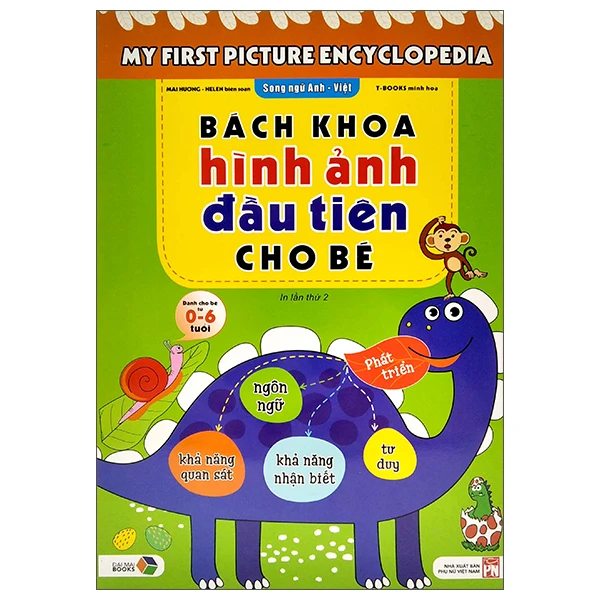 MY FIRST PICTURE ENCYCLOPEDIA
MAI HƯƠNG - HELEN biên soạn
Song ngữ Anh - Việt
T-BOOKS minh họa
BÁCH KHOA
hình ảnh
đầu tiên
CHO BÉ
In lần thứ 2
Dành cho bé
từ
0-6
tuổi
Phát
triển
ngôn
ngữ
khả năng
quan sát
khả năng
nhận biết
tư
duy
ĐẠI MAI
BOOKS
NHÀ XUẤT BẢN
PHỤ NỮ VIỆT NAM
PN